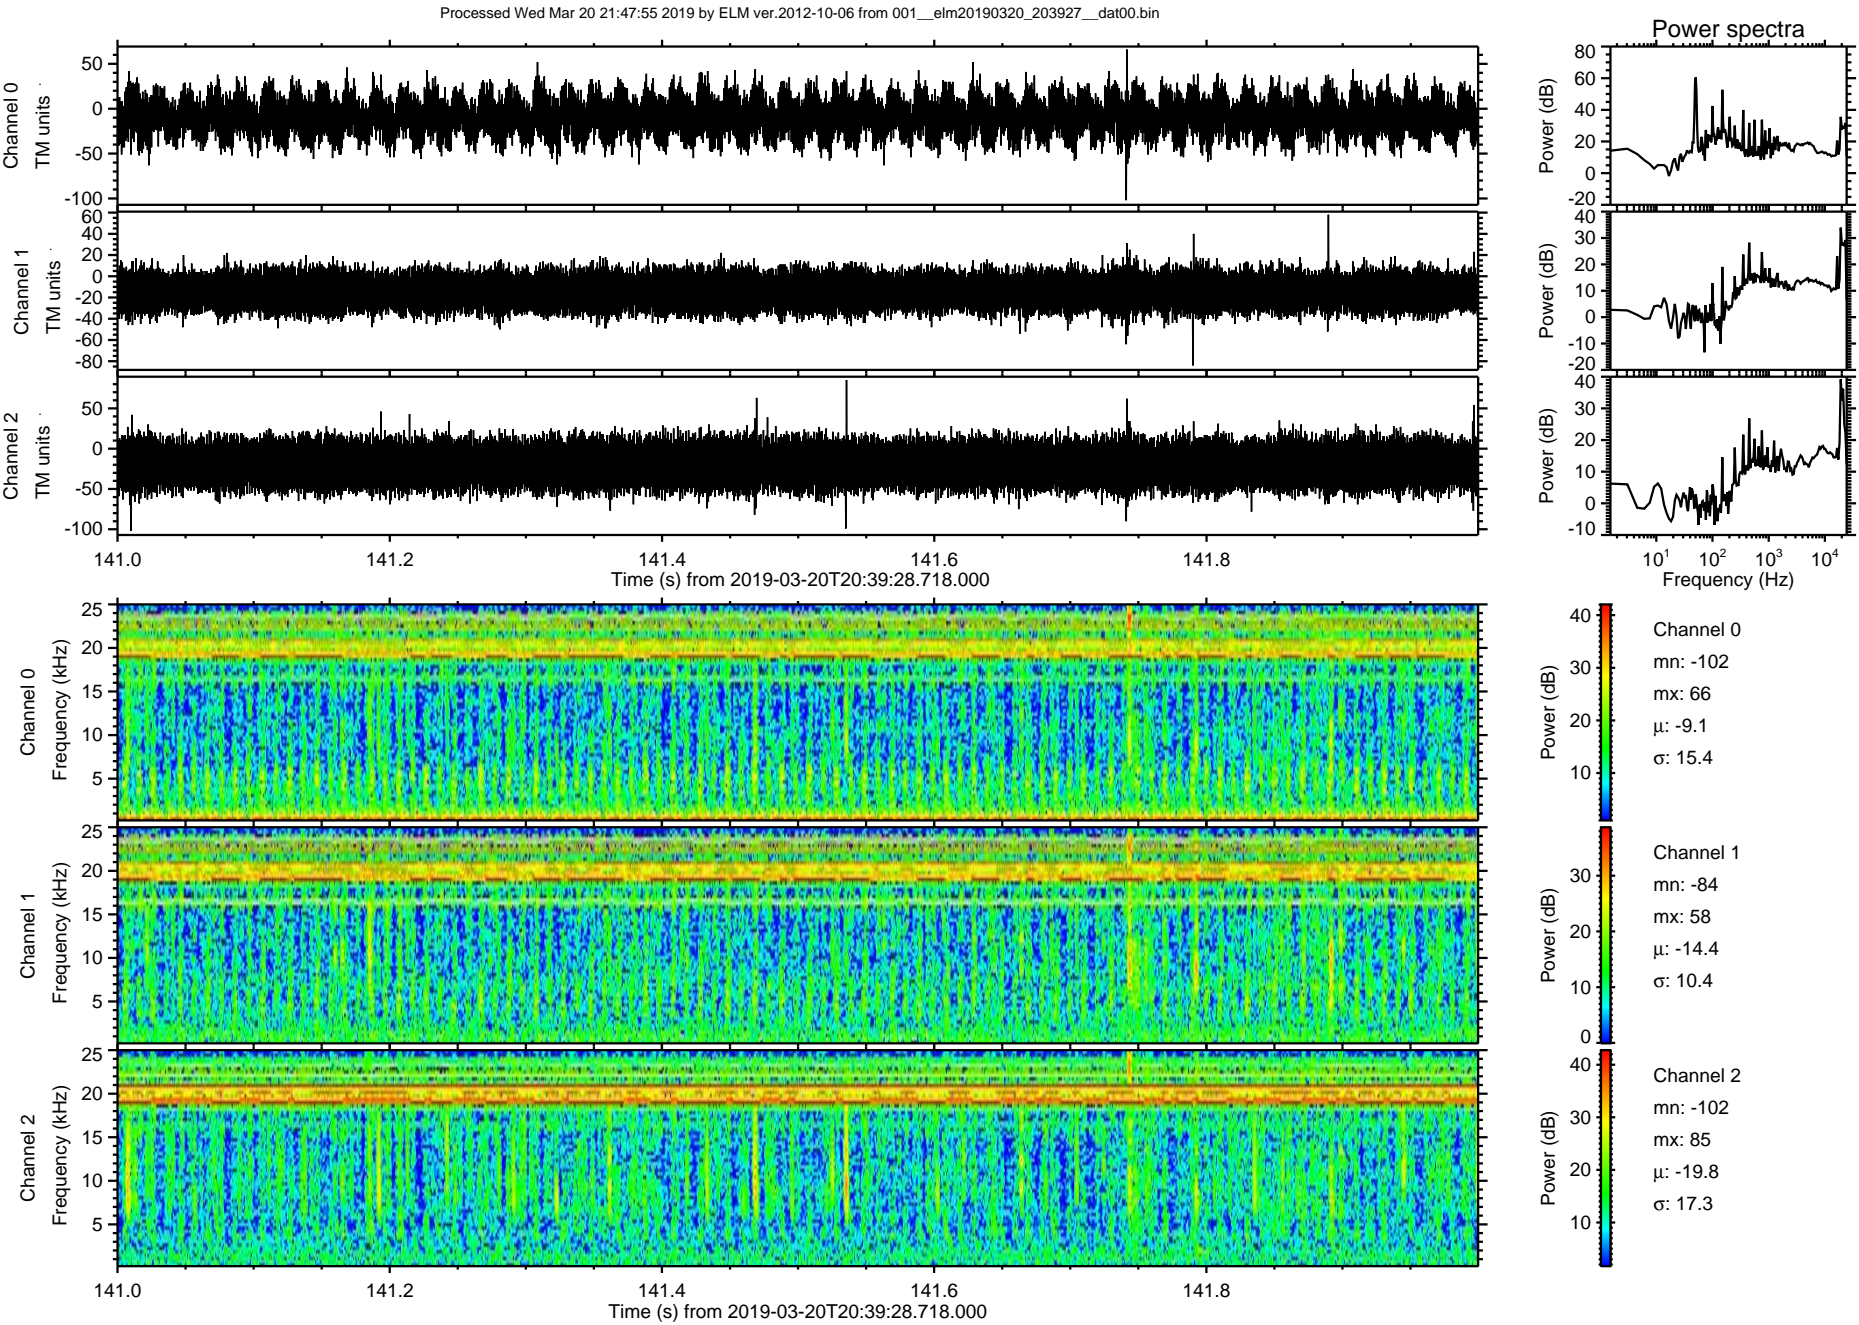 Processed Wed Mar 20 21:47:55 2019 by ELM ver.2012-10-06 from 001__elm20190320_203927__dat00.bin
Power spectra
Channel 0
TM units
50
0
-50
-100
Power (dB)
80
60
40
20
0
-20
Channel 1
TM units
60
40
20
0
-20
-40
-60
-80
Power (dB)
40
30
20
10
0
-10
-20
Channel 2
TM units
50
0
-50
-100
Power (dB)
40
30
20
10
0
-10
141.0 141.2 141.4 141.6 141.8
Time (s) from 2019-03-20T20:39:28.718.000
10^1 10^2 10^3 10^4
Frequency (Hz)
Channel 0
Frequency (kHz)
25
20
15
10
5
Power (dB)
40
30
20
10
Channel 0
mn: -102
mx: 66
μ: -9.1
σ: 15.4
Channel 1
Frequency (kHz)
25
20
15
10
5
Power (dB)
30
20
10
0
Channel 1
mn: -84
mx: 58
μ: -14.4
σ: 10.4
Channel 2
Frequency (kHz)
25
20
15
10
5
Power (dB)
40
30
20
10
Channel 2
mn: -102
mx: 85
μ: -19.8
σ: 17.3
141.0 141.2 141.4 141.6 141.8
Time (s) from 2019-03-20T20:39:28.718.000